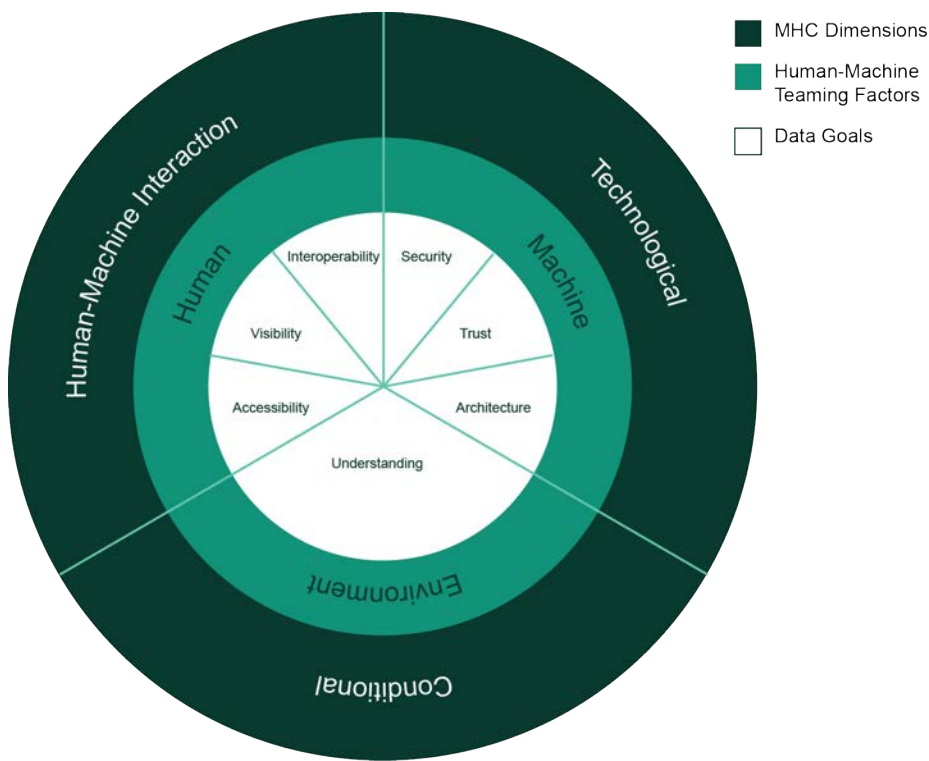 MHC Dimensions
Human-Machine
Teaming Factors
Data Goals
Human-Machine Interaction
Technological
Conditional
Human
Machine
Environment
Interoperability
Security
Visibility
Trust
Accessibility
Architecture
Understanding